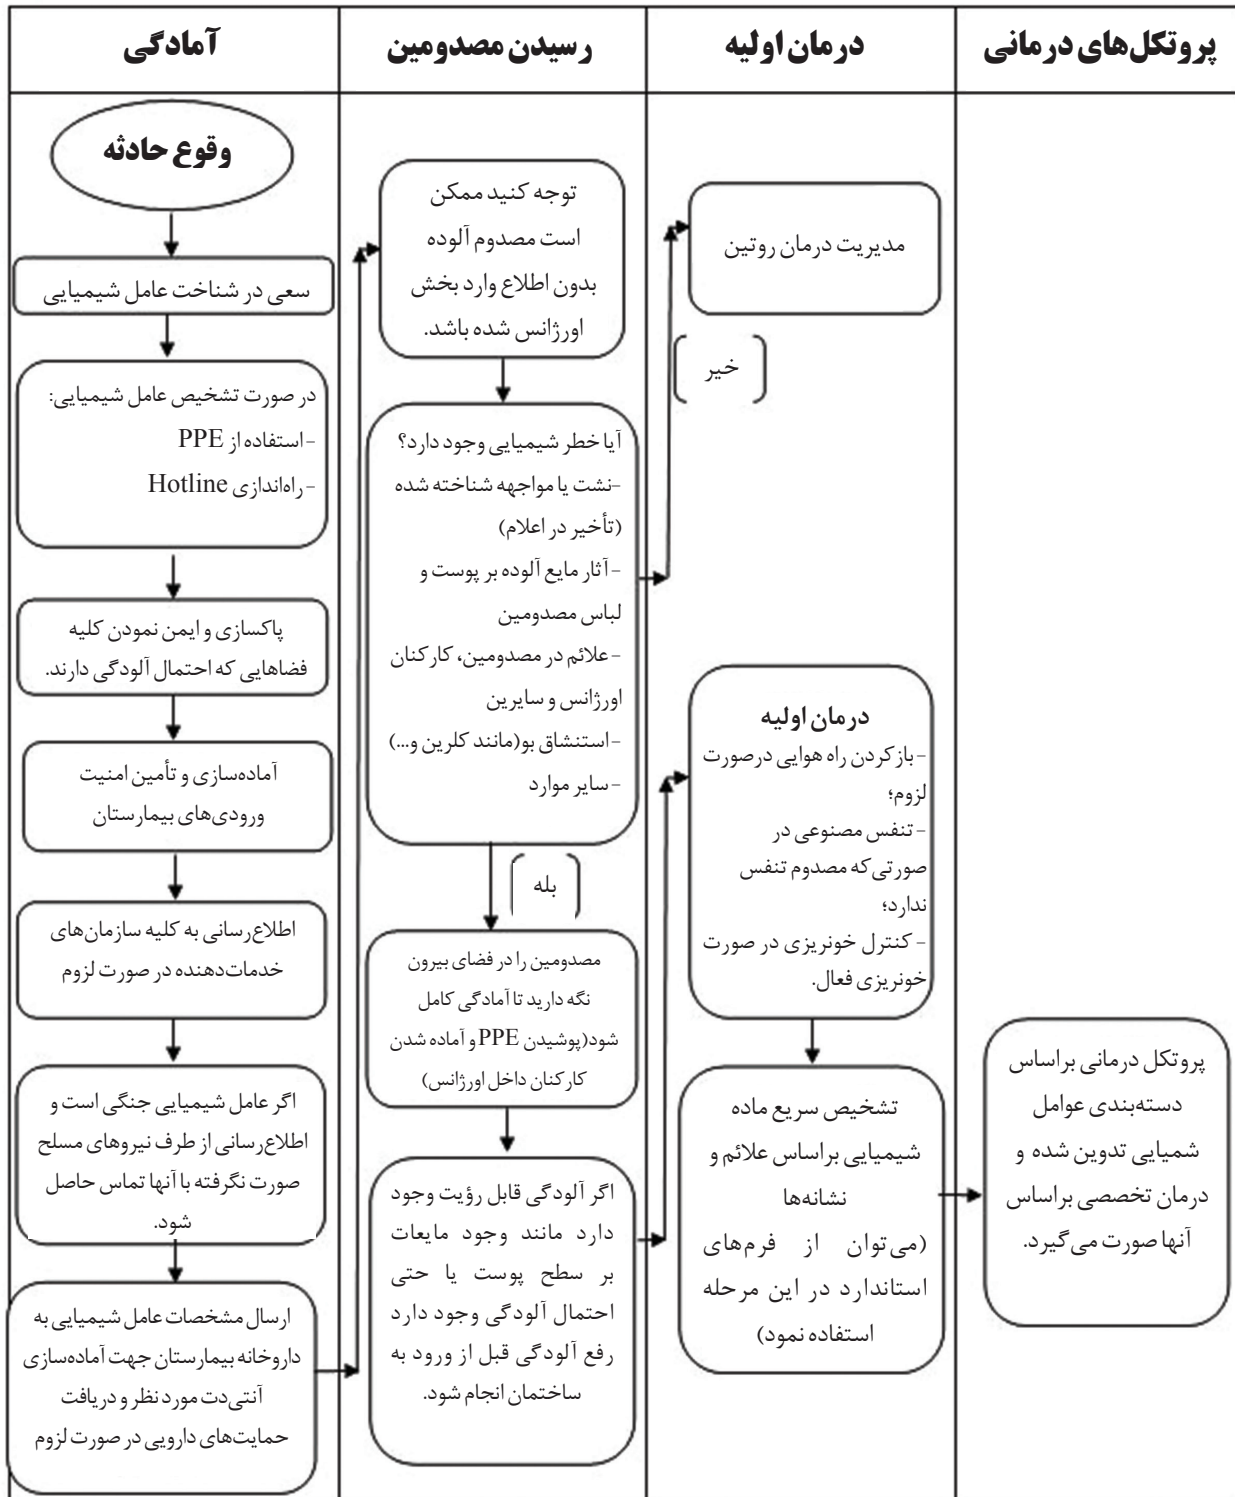 آمادگی
رسیدن مصدومین
درمان اولیه
پروتکل‌های درمانی
وقوع حادثه
سعی در شناخت عامل شیمیایی
در صورت تشخیص عامل شیمیایی:
-استفاده از PPE
-راه‌اندازی Hotline
پاکسازی و ایمن نمودن کلیه
فضاهایی که احتمال آلودگی دارند.
آماده‌سازی و تأمین امنیت
ورودی‌های بیمارستان
اطلاع‌رسانی به کلیه سازمان‌های
خدمات‌دهنده در صورت لزوم
اگر عامل شیمیایی جنگی است و
اطلاع‌رسانی از طرف نیروهای مسلح
صورت نگرفته با آنها تماس حاصل
شود.
ارسال مشخصات عامل شیمیایی به
داروخانه بیمارستان جهت آماده‌سازی
آنتی‌دت مورد نظر و دریافت
حمایت‌های دارویی در صورت لزوم
توجه کنید ممکن
است مصدوم آلوده
بدون اطلاع وارد بخش
اورژانس شده باشد.
آیا خطر شیمیایی وجود دارد؟
-نشت یا مواجهه شناخته شده
(تأخیر در اعلام)
-آثار مایع آلوده بر پوست و
لباس مصدومین
-علائم در مصدومین، کارکنان
اورژانس و سایرین
-استنشاق بو(مانند کلرین و...)
-سایر موارد
بله
مصدومین را در فضای بیرون
نگه دارید تا آمادگی کامل
شود(پوشیدن PPE و آماده شدن
کارکنان داخل اورژانس)
اگر آلودگی قابل رؤیت وجود
دارد مانند وجود مایعات
بر سطح پوست یا حتی
احتمال آلودگی وجود دارد
رفع آلودگی قبل از ورود به
ساختمان انجام شود.
مدیریت درمان روتین
خیر
درمان اولیه
-بازکردن راه هوایی درصورت
لزوم؛
- تنفس مصنوعی در
صورتی‌که مصدوم تنفس
ندارد؛
- کنترل خونریزی در صورت
خونریزی فعال.
تشخیص سریع ماده
شیمیایی براساس علائم و
نشانه‌ها
(می‌توان از فرم‌های
استاندارد در این مرحله
استفاده نمود)
پروتکل درمانی براساس
دسته‌بندی عوامل
شمیایی تدوین شده و
درمان تخصصی براساس
آنها صورت می‌گیرد.